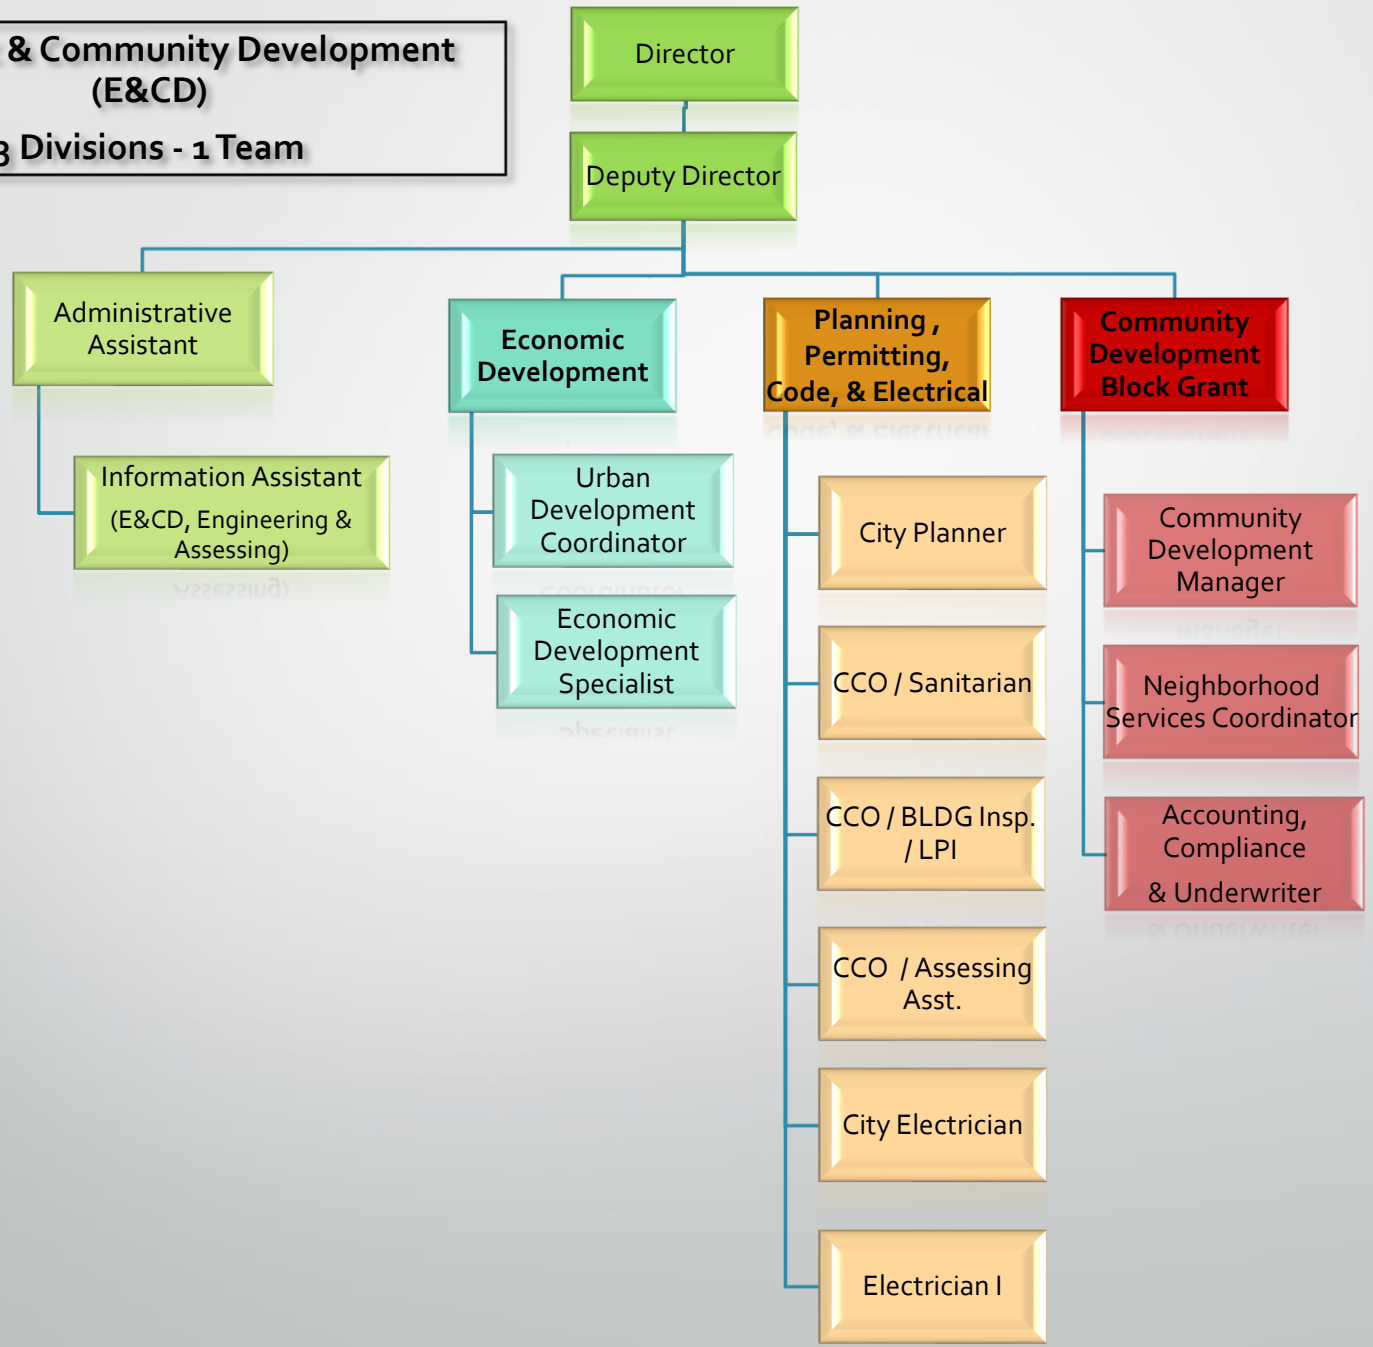 & Community Development
(E&CD)
3 Divisions - 1 Team
Director
Deputy Director
Administrative
Assistant
Information Assistant
(E&CD, Engineering &
Assessing)
Economic
Development
Urban
Development
Coordinator
Economic
Development
Specialist
Planning ,
Permitting,
Code, & Electrical
City Planner
CCO / Sanitarian
CCO / BLDG Insp.
/ LPI
CCO / Assessing
Asst.
City Electrician
Electrician I
Community
Development
Block Grant
Community
Development
Manager
Neighborhood
Services Coordinator
Accounting,
Compliance
& Underwriter